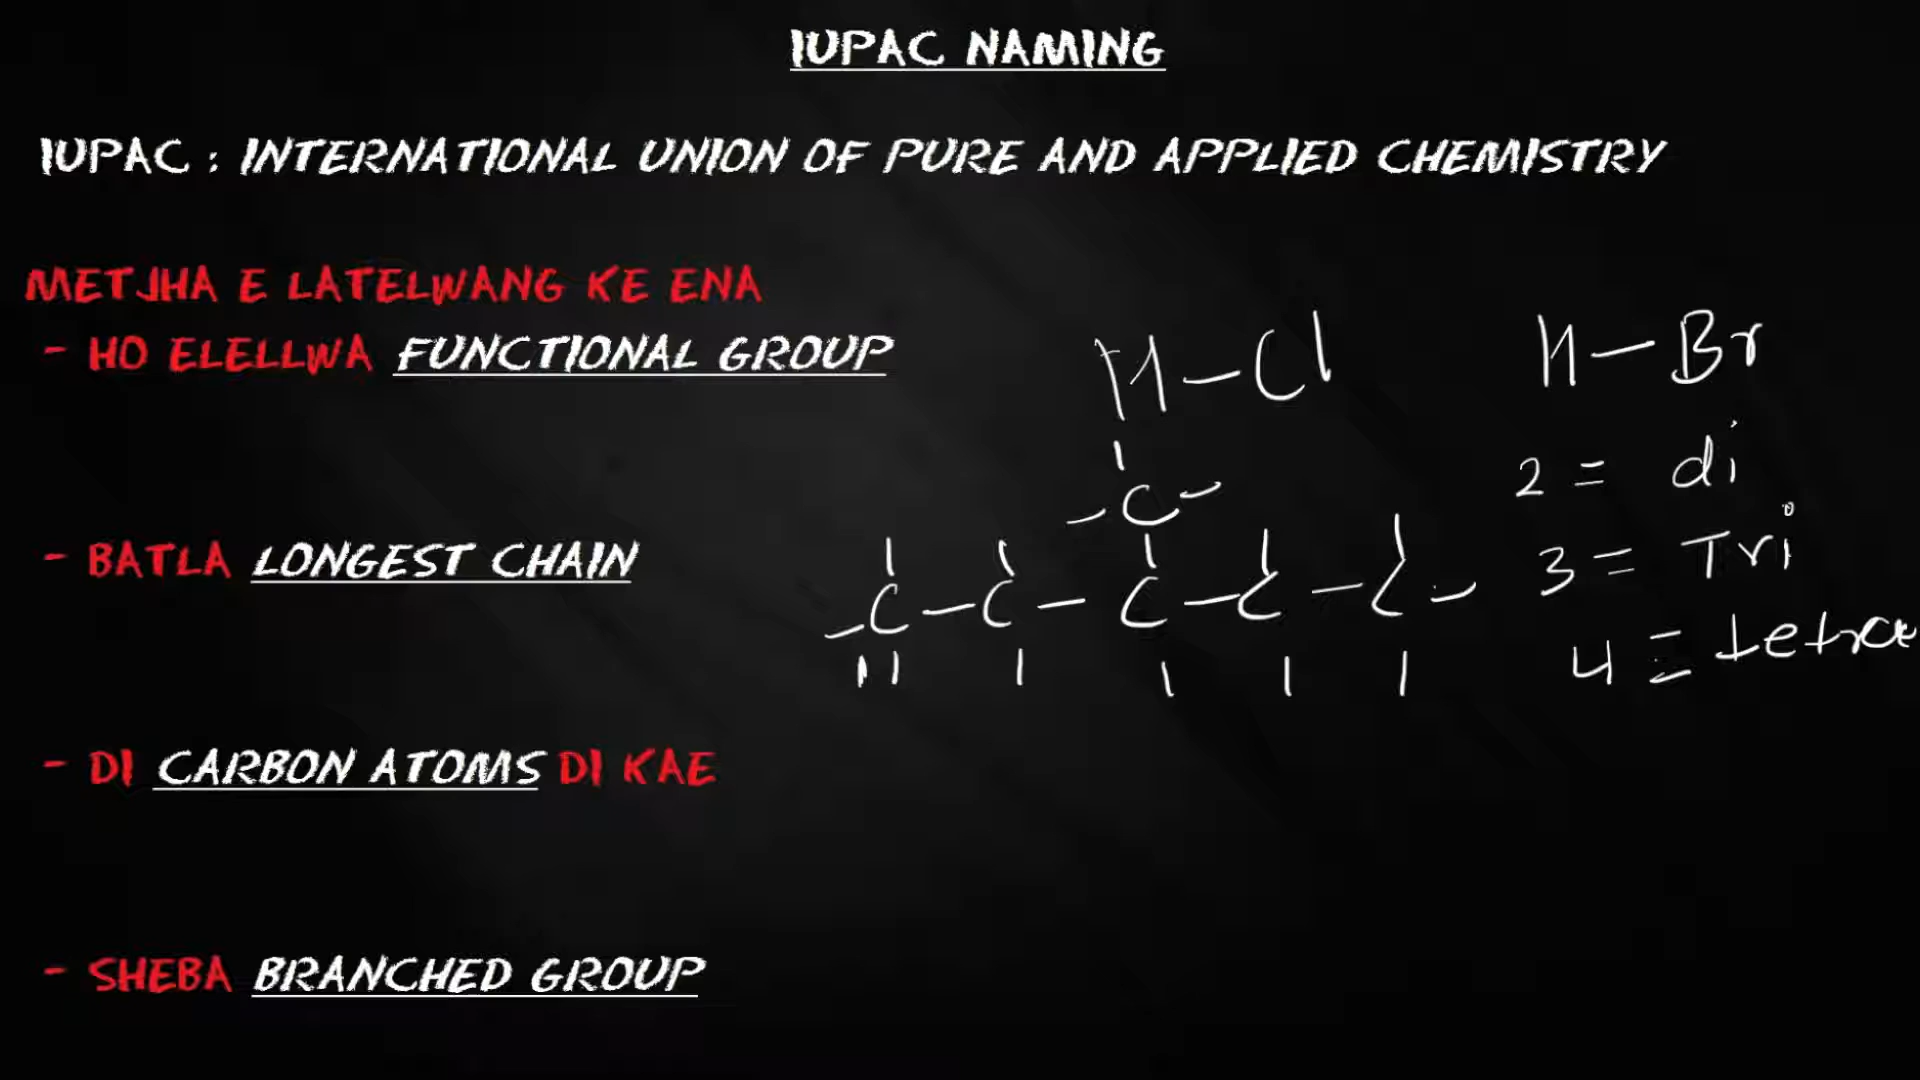 IUPAC NAMING
IUPAC : INTERNATIONAL UNION OF PURE AND APPLIED CHEMISTRY
METJHA E LATELWANG KE ENA
- HO ELELLWA FUNCTIONAL GROUP
H-Cl
H-Br
2 = di
- BATLA LONGEST CHAIN
-C-
-C-C-C-C-C-
3 = Tri
4 = tetra
- DI CARBON ATOMS DI KAE
- SHEBA BRANCHED GROUP